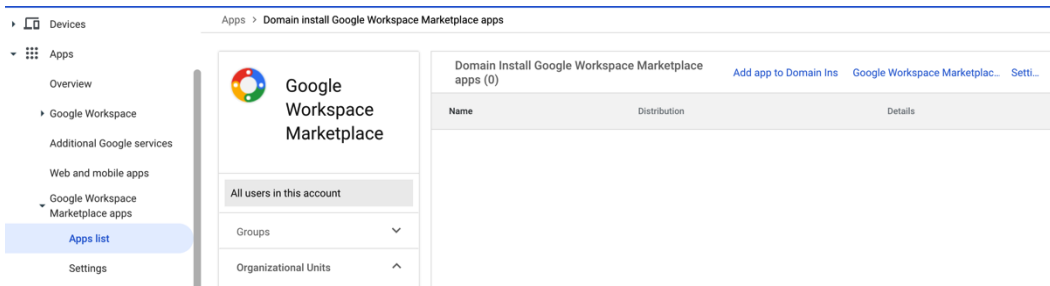 Devices
Apps
Overview
Google Workspace
Additional Google services
Web and mobile apps
Google Workspace
Marketplace apps
Apps list
Settings
Apps > Domain install Google Workspace Marketplace apps
Google
Workspace
Marketplace
All users in this account
Groups
Organizational Units
Domain Install Google Workspace Marketplace
apps (0)
Add app to Domain Ins
Google Workspace Marketplac...
Setti...
Name Distribution Details